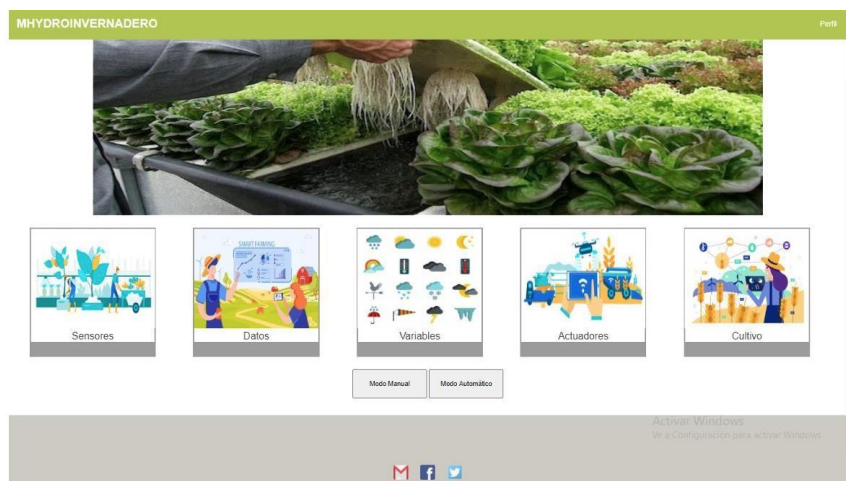 MHYDROINVERNADERO
Perfil
SMART FARMING
Sensores
Datos
Variables
Actuadores
Cultivo
Modo Manual
Modo Automático
Activar Windows
Ve a Configuración para activar Windows.